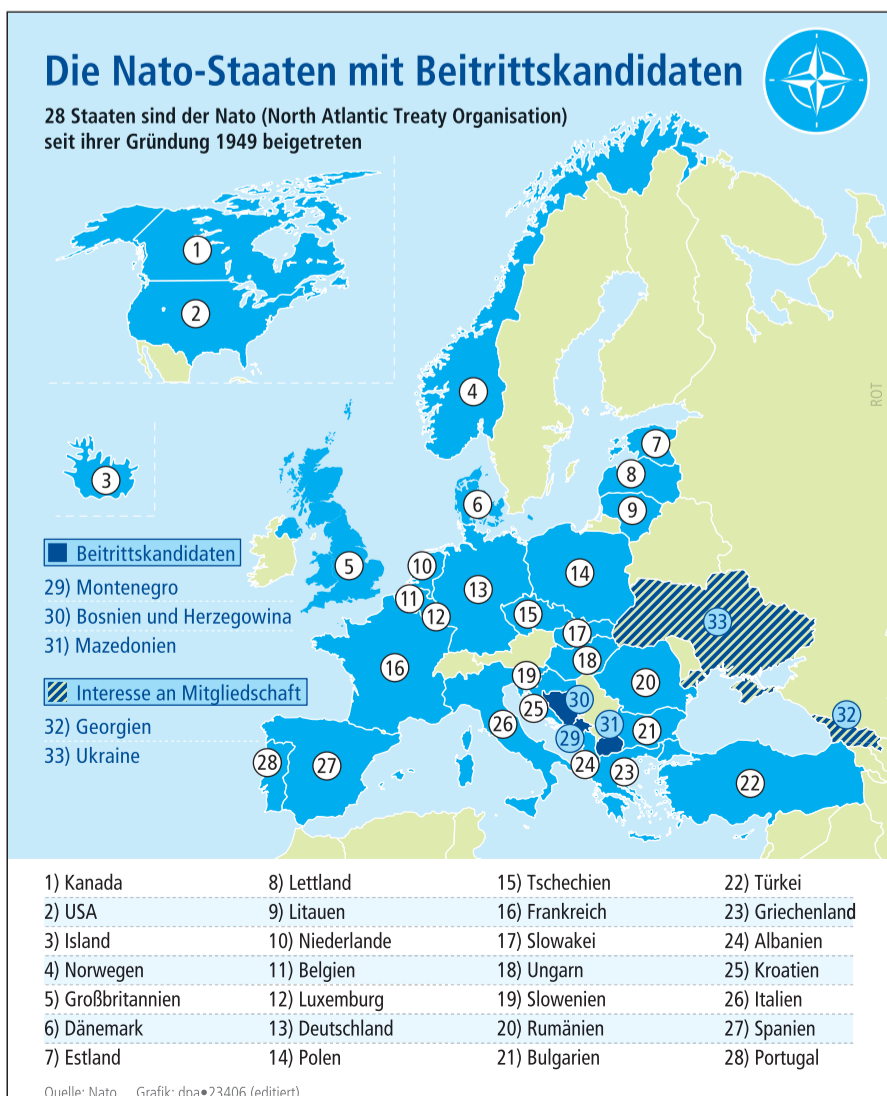 Die Nato-Staaten mit Beitrittskandidaten
28 Staaten sind der Nato (North Atlantic Treaty Organisation)
seit ihrer Gründung 1949 beigetreten
1
2
3
4
5
6
7
8
9
10
11
12
13
14
15
16
17
18
19
20
21
22
23
24
25
26
27
28
29
30
31
32
33
ROT
Beitrittskandidaten
29) Montenegro
30) Bosnien und Herzegowina
31) Mazedonien
Interesse an Mitgliedschaft
32) Georgien
33) Ukraine
1) Kanada
2) USA
3) Island
4) Norwegen
5) Großbritannien
6) Dänemark
7) Estland
8) Lettland
9) Litauen
10) Niederlande
11) Belgien
12) Luxemburg
13) Deutschland
14) Polen
15) Tschechien
16) Frankreich
17) Slowakei
18) Ungarn
19) Slowenien
20) Rumänien
21) Bulgarien
22) Türkei
23) Griechenland
24) Albanien
25) Kroatien
26) Italien
27) Spanien
28) Portugal
Quelle: Nato Grafik: dpa•23406 (editiert)